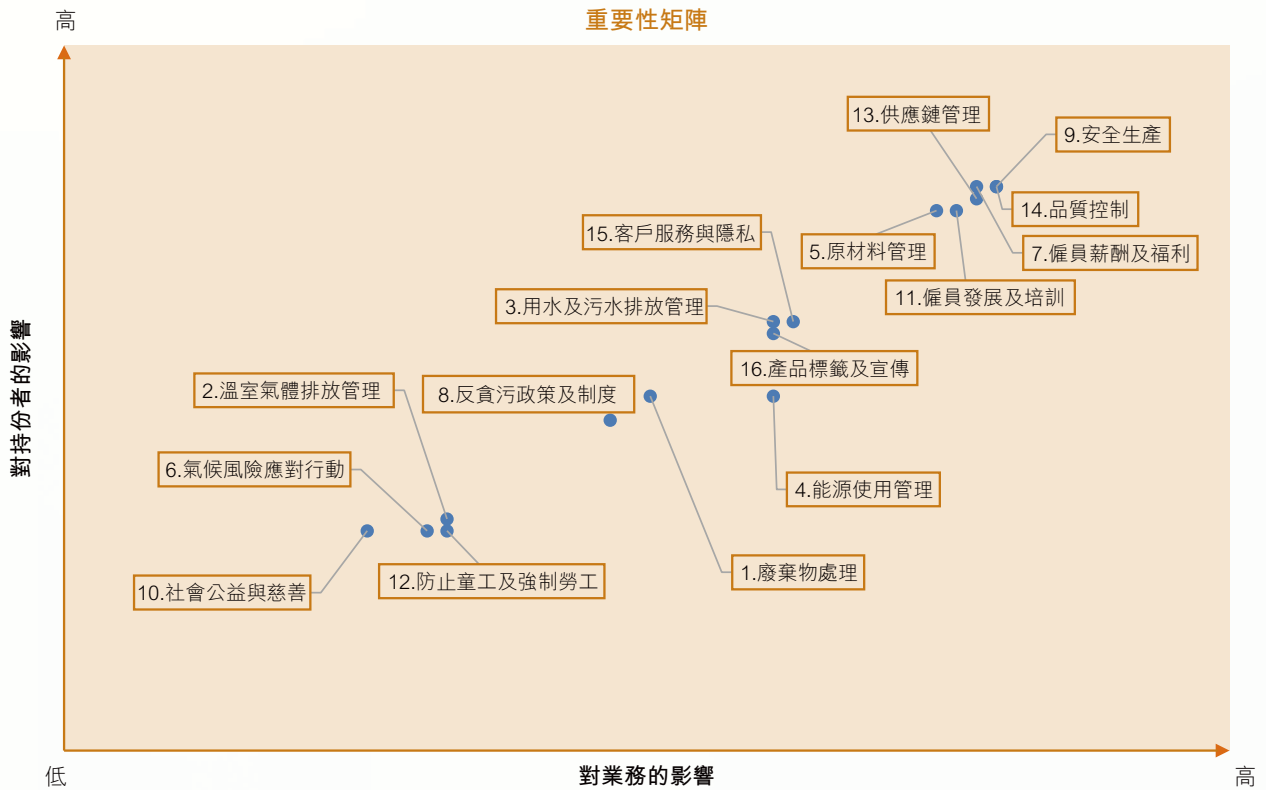 重要性矩陣
高
13.供應鏈管理
9.安全生產
14.品質控制
15.客戶服務與隱私
5.原材料管理
7.僱員薪酬及福利
11.僱員發展及培訓
3.用水及污水排放管理
16.產品標籤及宣傳
2.溫室氣體排放管理
8.反貪污政策及制度
對持份者的影響
6.氣候風險應對行動
4.能源使用管理
12.防止童工及強制勞工
1.廢棄物處理
10.社會公益與慈善
低
對業務的影響
高